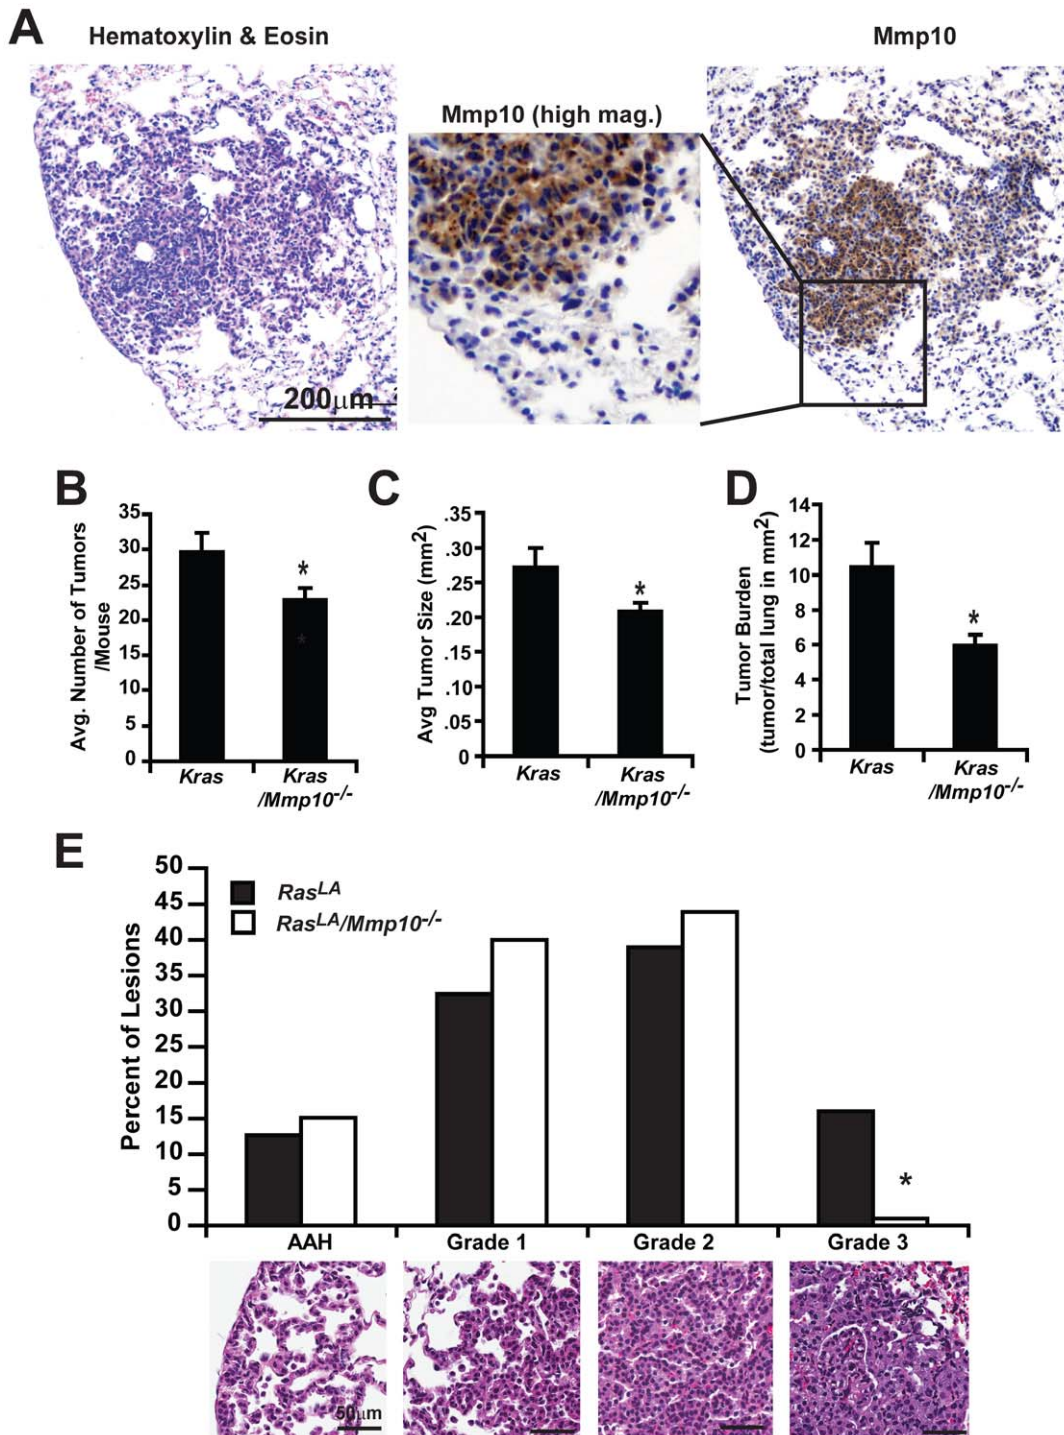 A
Hematoxylin & Eosin
Mmp10 (high mag.)
Mmp10
200μm
B
Avg. Number of Tumors
/Mouse
35
30
25
20
15
10
5
0
*
*
Kras
Kras
/Mmp10-/-
C
Avg Tumor Size (mm²)
.35
.30
.25
.20
.15
.10
.05
0
*
Kras
Kras
/Mmp10-/-
D
Tumor Burden
(tumor/total lung in mm²)
14
12
10
8
6
4
2
0
*
Kras
Kras
/Mmp10-/-
E
Percent of Lesions
50
45
40
35
30
25
20
15
10
5
0
RasLA
RasLA/Mmp10-/-
*
AAH
Grade 1
Grade 2
Grade 3
50μm